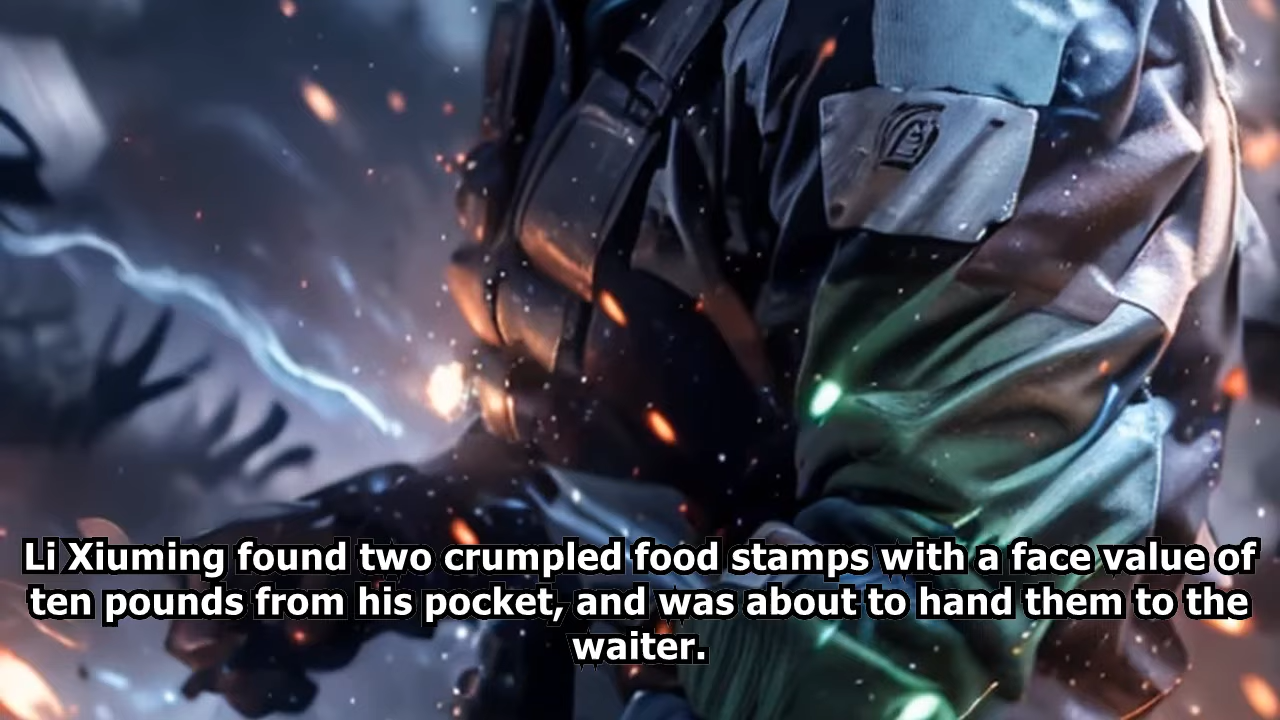 Li Xiuming found two crumpled food stamps with a face value of
ten pounds from his pocket, and was about to hand them to the
waiter.